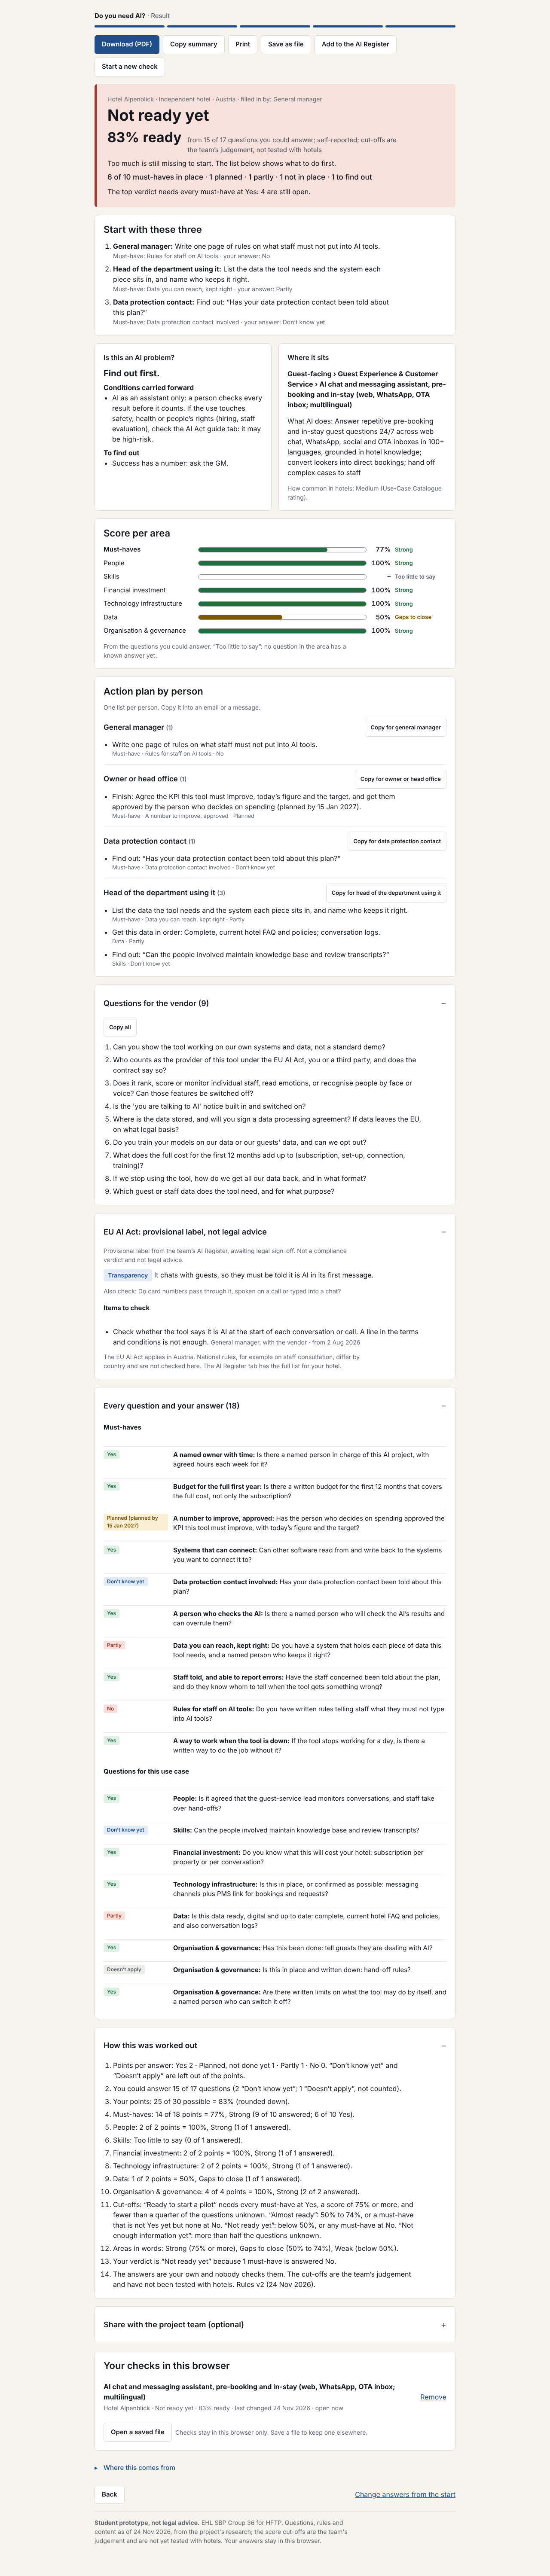 Do you need AI? · Result
Download (PDF)
Copy summary
Print
Save as file
Add to the AI Register
Start a new check
Hotel Alpenblick · Independent hotel · Austria · filled in by: General manager
Not ready yet
83% ready
from 15 of 17 questions you could answer; self-reported; cut-offs are
the team's judgement, not tested with hotels
Too much is still missing to start. The list below shows what to do first.
6 of 10 must-haves in place · 1 planned · 1 partly · 1 not in place · 1 to find out
The top verdict needs every must-have at Yes: 4 are still open.
Start with these three
1. General manager: Write one page of rules on what staff must not put into AI tools.
Must-have: Rules for staff on AI tools · your answer: No
2. Head of the department using it: List the data the tool needs and the system each
piece sits in, and name who keeps it right.
Must-have: Data you can reach, kept right · your answer: Partly
3. Data protection contact: Find out: "Has your data protection contact been told about
this plan?"
Must-have: Data protection contact involved · your answer: Don't know yet
Is this an AI problem?
Find out first.
Conditions carried forward
• AI as an assistant only: a person checks every
result before it counts. If the use touches
safety, health or people's rights (hiring, staff
evaluation), check the AI Act guide tab: it may
be high-risk.
To find out
• Success has a number: ask the GM.
Where it sits
Guest-facing › Guest Experience & Customer
Service › AI chat and messaging assistant, pre-
booking and in-stay (web, WhatsApp, OTA
inbox; multilingual)
What AI does: Answer repetitive pre-booking
and in-stay guest questions 24/7 across web
chat, WhatsApp, social and OTA inboxes in 100+
languages, grounded in hotel knowledge;
convert lookers into direct bookings; hand off
complex cases to staff
How common in hotels: Medium (Use-Case Catalogue
rating).
Score per area
Must-haves 77% Strong
People 100% Strong
Skills – Too little to say
Financial investment 100% Strong
Technology infrastructure 100% Strong
Data 50% Gaps to close
Organisation & governance 100% Strong
From the questions you could answer. "Too little to say": no question in the area has a
known answer yet.
Action plan by person
One list per person. Copy it into an email or a message.
General manager (1)
Copy for general manager
• Write one page of rules on what staff must not put into AI tools.
Must-have · Rules for staff on AI tools · No
Owner or head office (1)
Copy for owner or head office
• Finish: Agree the KPI this tool must improve, today's figure and the target, and get them
approved by the person who decides on spending (planned by 15 Jan 2027).
Must-have · A number to improve, approved · Planned
Data protection contact (1)
Copy for data protection contact
• Find out: "Has your data protection contact been told about this plan?"
Must-have · Data protection contact involved · Don't know yet
Head of the department using it (3)
Copy for head of the department using it
• List the data the tool needs and the system each piece sits in, and name who keeps it right.
Must-have · Data you can reach, kept right · Partly
• Get this data in order: Complete, current hotel FAQ and policies; conversation logs.
Data · Partly
• Find out: "Can the people involved maintain knowledge base and review transcripts?"
Skills · Don't know yet
Questions for the vendor (9)
–
Copy all
1. Can you show the tool working on our own systems and data, not a standard demo?
2. Who counts as the provider of this tool under the EU AI Act, you or a third party, and does the
contract say so?
3. Does it rank, score or monitor individual staff, read emotions, or recognise people by face or
voice? Can those features be switched off?
4. Is the 'you are talking to AI' notice built in and switched on?
5. Where is the data stored, and will you sign a data processing agreement? If data leaves the EU,
on what legal basis?
6. Do you train your models on our data or our guests' data, and can we opt out?
7. What does the full cost for the first 12 months add up to (subscription, set-up, connection,
training)?
8. If we stop using the tool, how do we get all our data back, and in what format?
9. Which guest or staff data does the tool need, and for what purpose?
EU AI Act: provisional label, not legal advice
–
Provisional label from the team's AI Register, awaiting legal sign-off. Not a compliance
verdict and not legal advice.
Transparency It chats with guests, so they must be told it is AI in its first message.
Also check: Do card numbers pass through it, spoken on a call or typed into a chat?
Items to check
• Check whether the tool says it is AI at the start of each conversation or call. A line in the terms
and conditions is not enough. General manager, with the vendor · from 2 Aug 2026
The EU AI Act applies in Austria. National rules, for example on staff consultation, differ by
country and are not checked here. The AI Register tab has the full list for your hotel.
Every question and your answer (18)
–
Must-haves
Yes A named owner with time: Is there a named person in charge of this AI project, with
agreed hours each week for it?
Yes Budget for the full first year: Is there a written budget for the first 12 months that covers
the full cost, not only the subscription?
Planned (planned by
15 Jan 2027)
A number to improve, approved: Has the person who decides on spending approved the
KPI this tool must improve, with today's figure and the target?
Yes Systems that can connect: Can other software read from and write back to the systems
you want to connect it to?
Don't know yet Data protection contact involved: Has your data protection contact been told about this
plan?
Yes A person who checks the AI: Is there a named person who will check the AI's results and
can overrule them?
Partly Data you can reach, kept right: Do you have a system that holds each piece of data this
tool needs, and a named person who keeps it right?
Yes Staff told, and able to report errors: Have the staff concerned been told about the plan,
and do they know whom to tell when the tool gets something wrong?
No Rules for staff on AI tools: Do you have written rules telling staff what they must not type
into AI tools?
Yes A way to work when the tool is down: If the tool stops working for a day, is there a
written way to do the job without it?
Questions for this use case
Yes People: Is it agreed that the guest-service lead monitors conversations, and staff take
over hand-offs?
Don't know yet Skills: Can the people involved maintain knowledge base and review transcripts?
Yes Financial investment: Do you know what this will cost your hotel: subscription per
property or per conversation?
Yes Technology infrastructure: Is this in place, or confirmed as possible: messaging
channels plus PMS link for bookings and requests?
Partly Data: Is this data ready, digital and up to date: complete, current hotel FAQ and policies,
and also conversation logs?
Yes Organisation & governance: Has this been done: tell guests they are dealing with AI?
Doesn't apply Organisation & governance: Is this in place and written down: hand-off rules?
Yes Organisation & governance: Are there written limits on what the tool may do by itself, and
a named person who can switch it off?
How this was worked out
–
1. Points per answer: Yes 2 · Planned, not done yet 1 · Partly 1 · No 0. "Don't know yet" and
"Doesn't apply" are left out of the points.
2. You could answer 15 of 17 questions (2 "Don't know yet"; 1 "Doesn't apply", not counted).
3. Your points: 25 of 30 possible = 83% (rounded down).
4. Must-haves: 14 of 18 points = 77%, Strong (9 of 10 answered; 6 of 10 Yes).
5. People: 2 of 2 points = 100%, Strong (1 of 1 answered).
6. Skills: Too little to say (0 of 1 answered).
7. Financial investment: 2 of 2 points = 100%, Strong (1 of 1 answered).
8. Technology infrastructure: 2 of 2 points = 100%, Strong (1 of 1 answered).
9. Data: 1 of 2 points = 50%, Gaps to close (1 of 1 answered).
10. Organisation & governance: 4 of 4 points = 100%, Strong (2 of 2 answered).
11. Cut-offs: "Ready to start a pilot" needs every must-have at Yes, a score of 75% or more, and
fewer than a quarter of the questions unknown. "Almost ready": 50% to 74%, or a must-have
that is not Yes yet but none at No. "Not ready yet": below 50%, or any must-have at No. "Not
enough information yet": more than half the questions unknown.
12. Areas in words: Strong (75% or more), Gaps to close (50% to 74%), Weak (below 50%).
13. Your verdict is "Not ready yet" because 1 must-have is answered No.
14. The answers are your own and nobody checks them. The cut-offs are the team's judgement
and have not been tested with hotels. Rules v2 (24 Nov 2026).
Share with the project team (optional)
+
Your checks in this browser
AI chat and messaging assistant, pre-booking and in-stay (web, WhatsApp, OTA inbox;
multilingual)
Remove
Hotel Alpenblick · Not ready yet · 83% ready · last changed 24 Nov 2026 · open now
Open a saved file
Checks stay in this browser only. Save a file to keep one elsewhere.
▸ Where this comes from
Back
Change answers from the start
Student prototype, not legal advice. EHL SBP Group 36 for HFTP. Questions, rules and
content as of 24 Nov 2026, from the project's research; the score cut-offs are the team's
judgement and are not yet tested with hotels. Your answers stay in this browser.